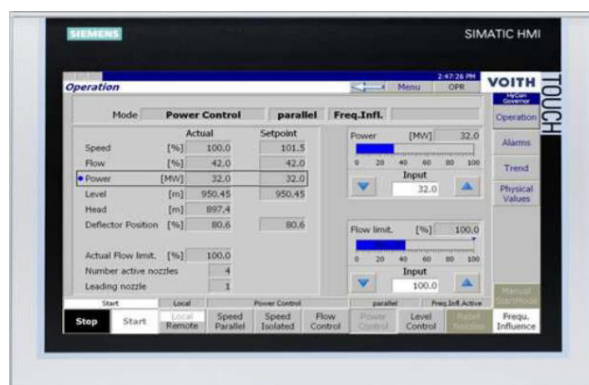 SIEMENS
SIMATIC HMI
TOUCH
2:47:26 PM
Operation
Menu
OPR
VOITH
HyCon
Governor
Mode
Power Control
parallel
Freq.Infl.
Operation
Alarms
Trend
Physical
Values
Actual
Setpoint
Speed [%] 100.0 101.5
Flow [%] 42.0 42.0
Power [MW] 32.0 32.0
Level [m] 950.45 950.45
Head [m] 897.4
Deflector Position [%] 80.6 80.6
Actual Flow limit. [%] 100.0
Number active nozzles 4
Leading nozzle 1
Power [MW] 32.0
0 20 40 60 80 100
Input
32.0
Flow limit. [%] 100.0
0 20 40 60 80 100
Input
100.0
Manual
StartMode
Start
Local
Power Control
parallel
Freq.Infl.Active
Stop
Start
Local
Remote
Speed
Parallel
Speed
Isolated
Flow
Control
Power
Control
Level
Control
Reset
Frequ.
Influence